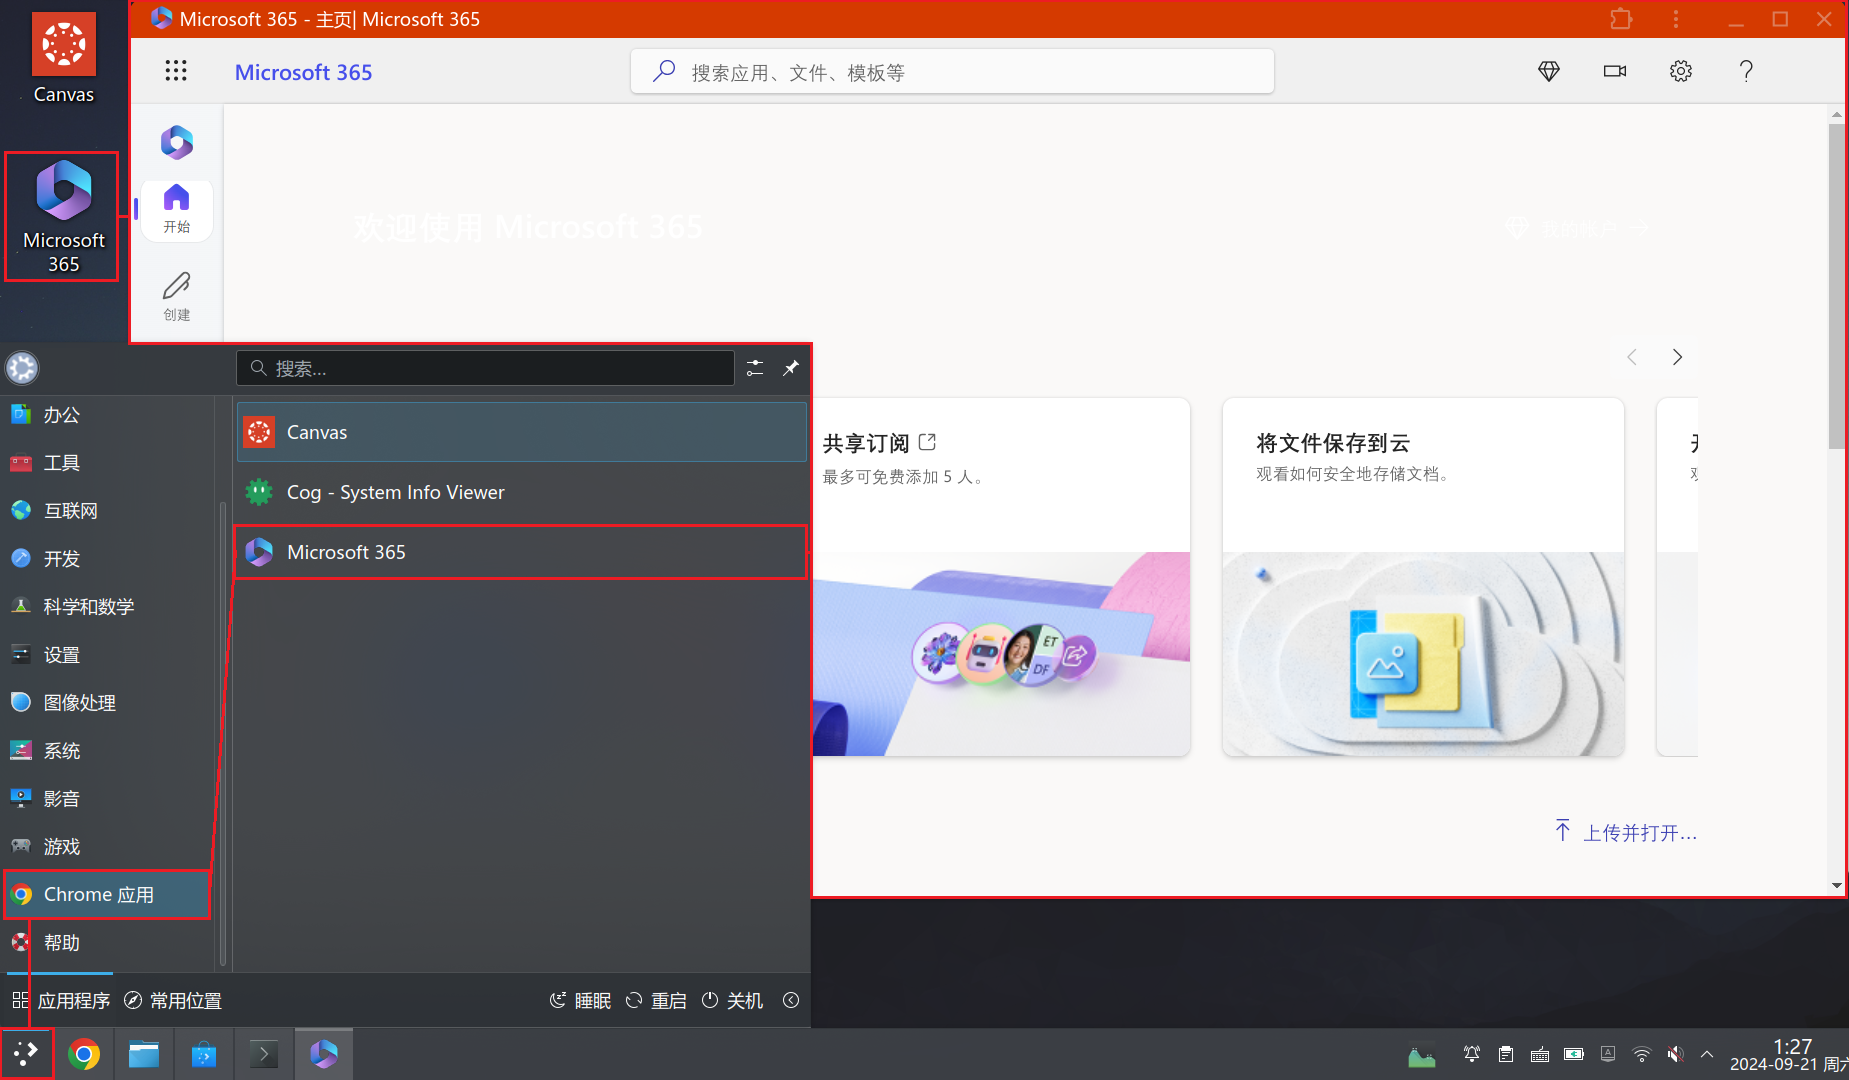 Canvas
Microsoft
365
Microsoft 365 - 主页| Microsoft 365
Microsoft 365
搜索应用、文件、模板等
开始
创建
欢迎使用 Microsoft 365
我的帐户
共享订阅
最多可免费添加 5 人。
ET
DF
将文件保存到云
观看如何安全地存储文档。
上传并打开...
搜索...
办公
工具
互联网
开发
科学和数学
设置
图像处理
系统
影音
游戏
Chrome 应用
帮助
Canvas
Cog - System Info Viewer
Microsoft 365
应用程序
常用位置
睡眠
重启
关机
1:27
2024-09-21 周六